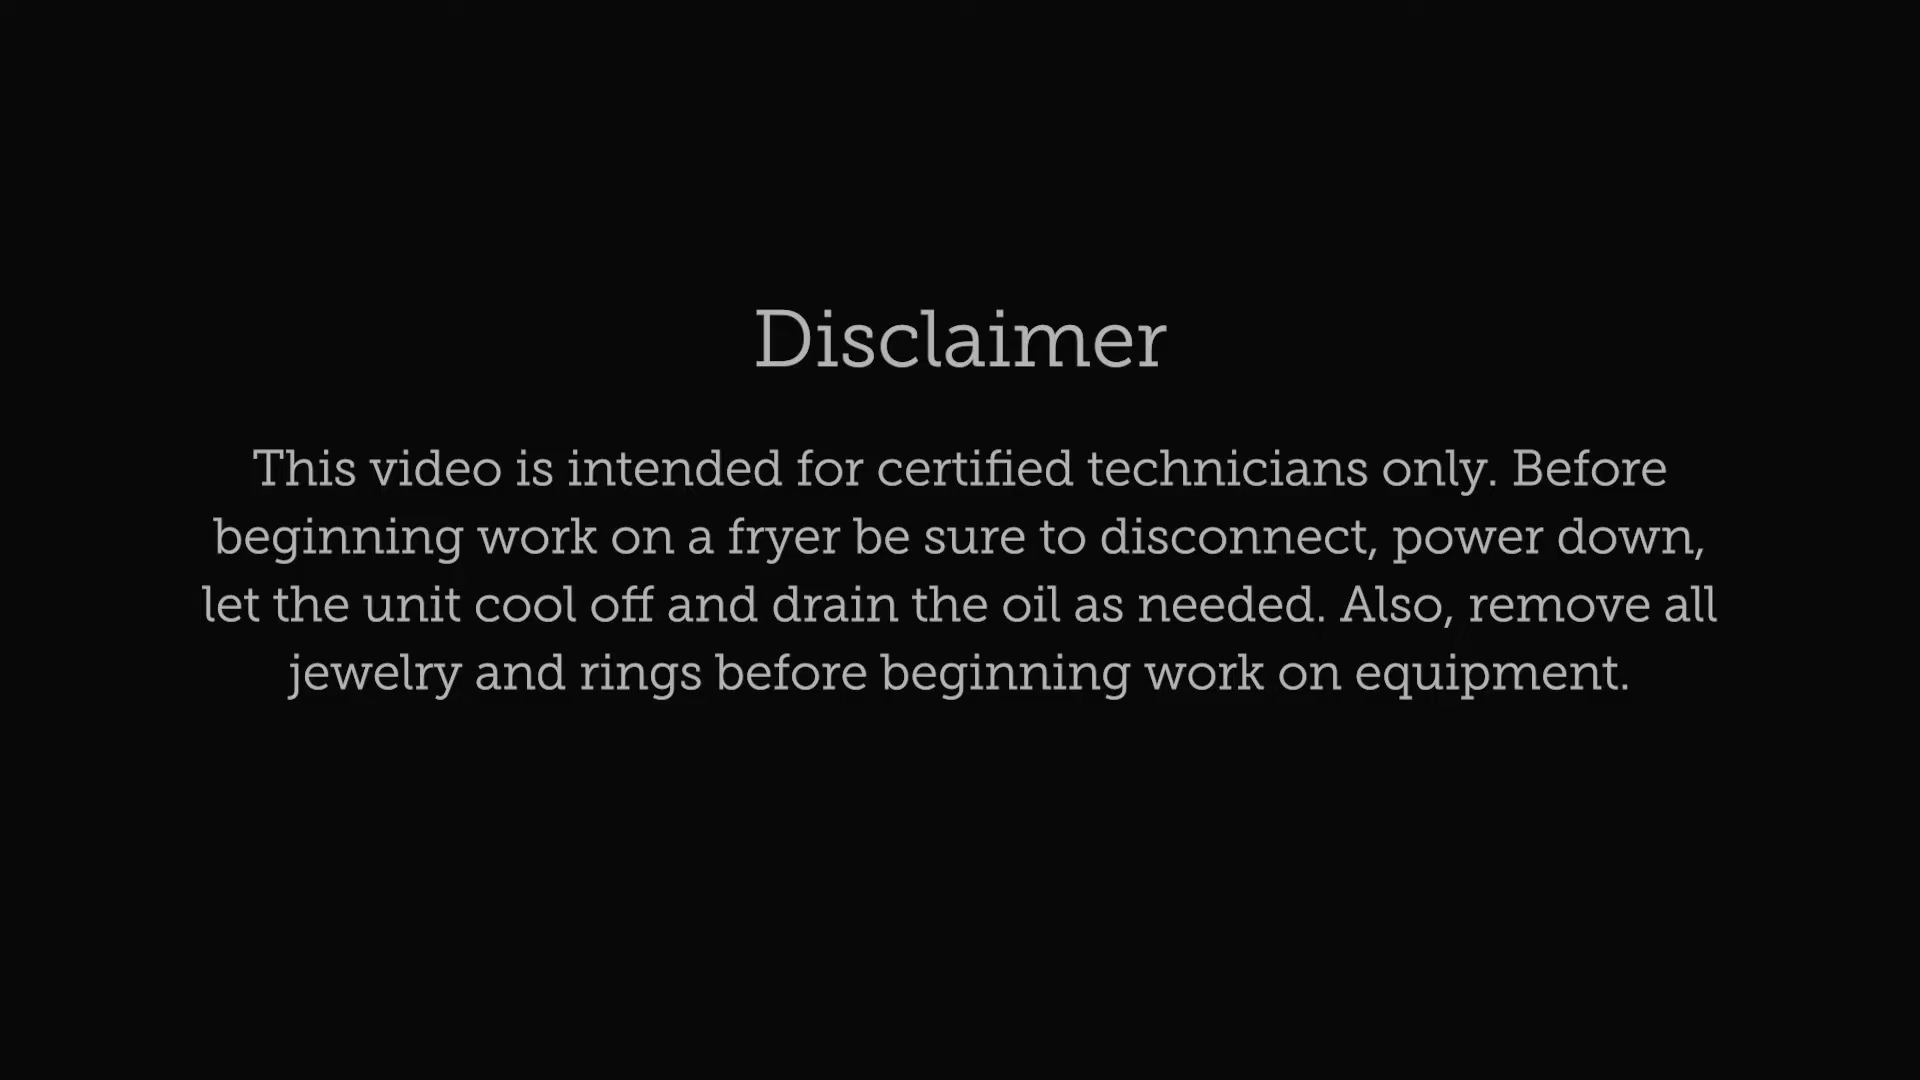 Disclaimer
This video is intended for certified technicians only. Before
beginning work on a fryer be sure to disconnect, power down,
let the unit cool off and drain the oil as needed. Also, remove all
jewelry and rings before beginning work on equipment.